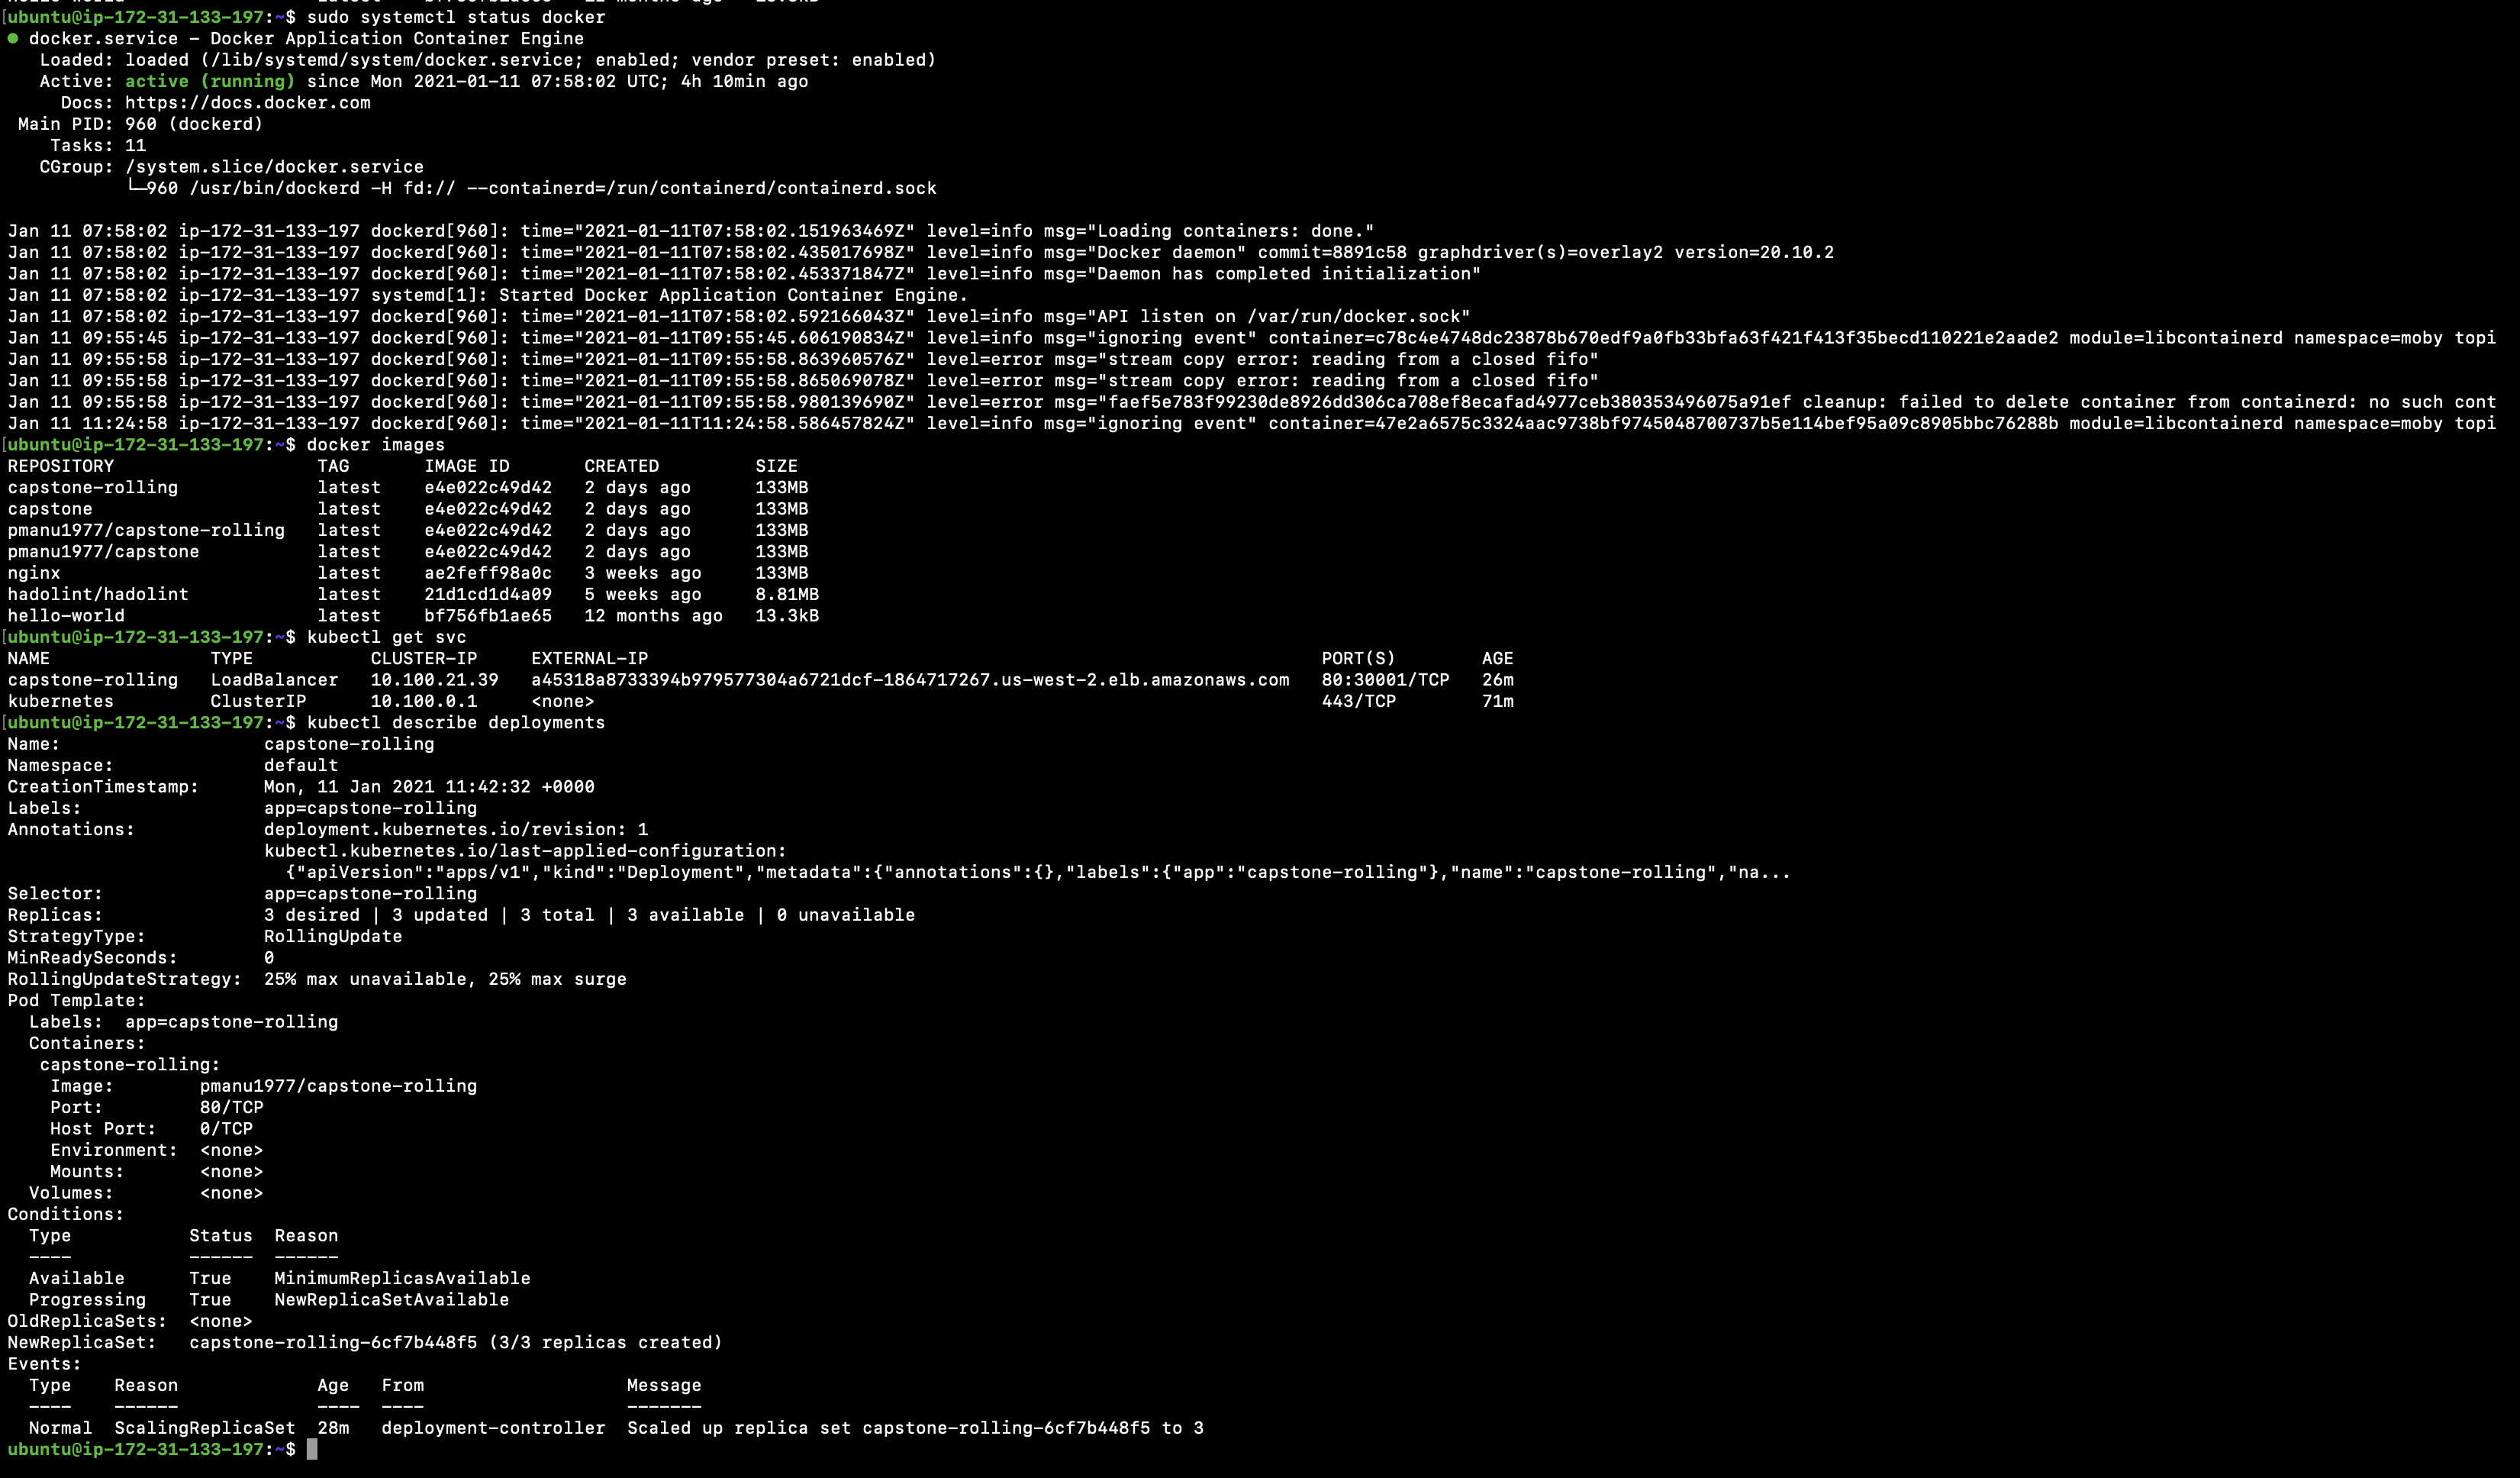 ubuntu@ip-172-31-133-197:~$ sudo systemctl status docker
● docker.service - Docker Application Container Engine
   Loaded: loaded (/lib/systemd/system/docker.service; enabled; vendor preset: enabled)
   Active: active (running) since Mon 2021-01-11 07:58:02 UTC; 4h 10min ago
     Docs: https://docs.docker.com
 Main PID: 960 (dockerd)
    Tasks: 11
   CGroup: /system.slice/docker.service
           └─960 /usr/bin/dockerd -H fd:// --containerd=/run/containerd/containerd.sock
Jan 11 07:58:02 ip-172-31-133-197 dockerd[960]: time="2021-01-11T07:58:02.151963469Z" level=info msg="Loading containers: done."
Jan 11 07:58:02 ip-172-31-133-197 dockerd[960]: time="2021-01-11T07:58:02.435017698Z" level=info msg="Docker daemon" commit=8891c58 graphdriver(s)=overlay2 version=20.10.2
Jan 11 07:58:02 ip-172-31-133-197 dockerd[960]: time="2021-01-11T07:58:02.453371847Z" level=info msg="Daemon has completed initialization"
Jan 11 07:58:02 ip-172-31-133-197 systemd[1]: Started Docker Application Container Engine.
Jan 11 07:58:02 ip-172-31-133-197 dockerd[960]: time="2021-01-11T07:58:02.592166043Z" level=info msg="API listen on /var/run/docker.sock"
Jan 11 09:55:45 ip-172-31-133-197 dockerd[960]: time="2021-01-11T09:55:45.606190834Z" level=info msg="ignoring event" container=c78c4e4748dc23878b670edf9a0fb33bfa63f421f413f35becd110221e2aade2 module=libcontainerd namespace=moby topi
Jan 11 09:55:58 ip-172-31-133-197 dockerd[960]: time="2021-01-11T09:55:58.863960576Z" level=error msg="stream copy error: reading from a closed fifo"
Jan 11 09:55:58 ip-172-31-133-197 dockerd[960]: time="2021-01-11T09:55:58.865069078Z" level=error msg="stream copy error: reading from a closed fifo"
Jan 11 09:55:58 ip-172-31-133-197 dockerd[960]: time="2021-01-11T09:55:58.980139690Z" level=error msg="faef5e783f99230de8926dd306ca708ef8ecafad4977ceb380353496075a91ef cleanup: failed to delete container from containerd: no such cont
Jan 11 11:24:58 ip-172-31-133-197 dockerd[960]: time="2021-01-11T11:24:58.586457824Z" level=info msg="ignoring event" container=47e2a6575c3324aac9738bf9745048700737b5e114bef95a09c8905bbc76288b module=libcontainerd namespace=moby topi
ubuntu@ip-172-31-133-197:~$ docker images
REPOSITORY                   TAG       IMAGE ID       CREATED         SIZE
capstone-rolling             latest    e4e022c49d42   2 days ago      133MB
capstone                     latest    e4e022c49d42   2 days ago      133MB
pmanu1977/capstone-rolling   latest    e4e022c49d42   2 days ago      133MB
pmanu1977/capstone           latest    e4e022c49d42   2 days ago      133MB
nginx                        latest    ae2feff98a0c   3 weeks ago     133MB
hadolint/hadolint            latest    21d1cd1d4a09   5 weeks ago     8.81MB
hello-world                  latest    bf756fb1ae65   12 months ago   13.3kB
ubuntu@ip-172-31-133-197:~$ kubectl get svc
NAME               TYPE           CLUSTER-IP     EXTERNAL-IP                                                               PORT(S)        AGE
capstone-rolling   LoadBalancer   10.100.21.39   a45318a8733394b979577304a6721dcf-1864717267.us-west-2.elb.amazonaws.com   80:30001/TCP   26m
kubernetes         ClusterIP      10.100.0.1     <none>                                                                    443/TCP        71m
ubuntu@ip-172-31-133-197:~$ kubectl describe deployments
Name:                   capstone-rolling
Namespace:              default
CreationTimestamp:      Mon, 11 Jan 2021 11:42:32 +0000
Labels:                 app=capstone-rolling
Annotations:            deployment.kubernetes.io/revision: 1
                        kubectl.kubernetes.io/last-applied-configuration:
                          {"apiVersion":"apps/v1","kind":"Deployment","metadata":{"annotations":{},"labels":{"app":"capstone-rolling"},"name":"capstone-rolling","na...
Selector:               app=capstone-rolling
Replicas:               3 desired | 3 updated | 3 total | 3 available | 0 unavailable
StrategyType:           RollingUpdate
MinReadySeconds:        0
RollingUpdateStrategy:  25% max unavailable, 25% max surge
Pod Template:
  Labels:  app=capstone-rolling
  Containers:
   capstone-rolling:
    Image:        pmanu1977/capstone-rolling
    Port:         80/TCP
    Host Port:    0/TCP
    Environment:  <none>
    Mounts:       <none>
  Volumes:        <none>
Conditions:
  Type           Status  Reason
  ----           ------  ------
  Available      True    MinimumReplicasAvailable
  Progressing    True    NewReplicaSetAvailable
OldReplicaSets:  <none>
NewReplicaSet:   capstone-rolling-6cf7b448f5 (3/3 replicas created)
Events:
  Type    Reason             Age   From                   Message
  ----    ------             ----  ----                   -------
  Normal  ScalingReplicaSet  28m   deployment-controller  Scaled up replica set capstone-rolling-6cf7b448f5 to 3
ubuntu@ip-172-31-133-197:~$